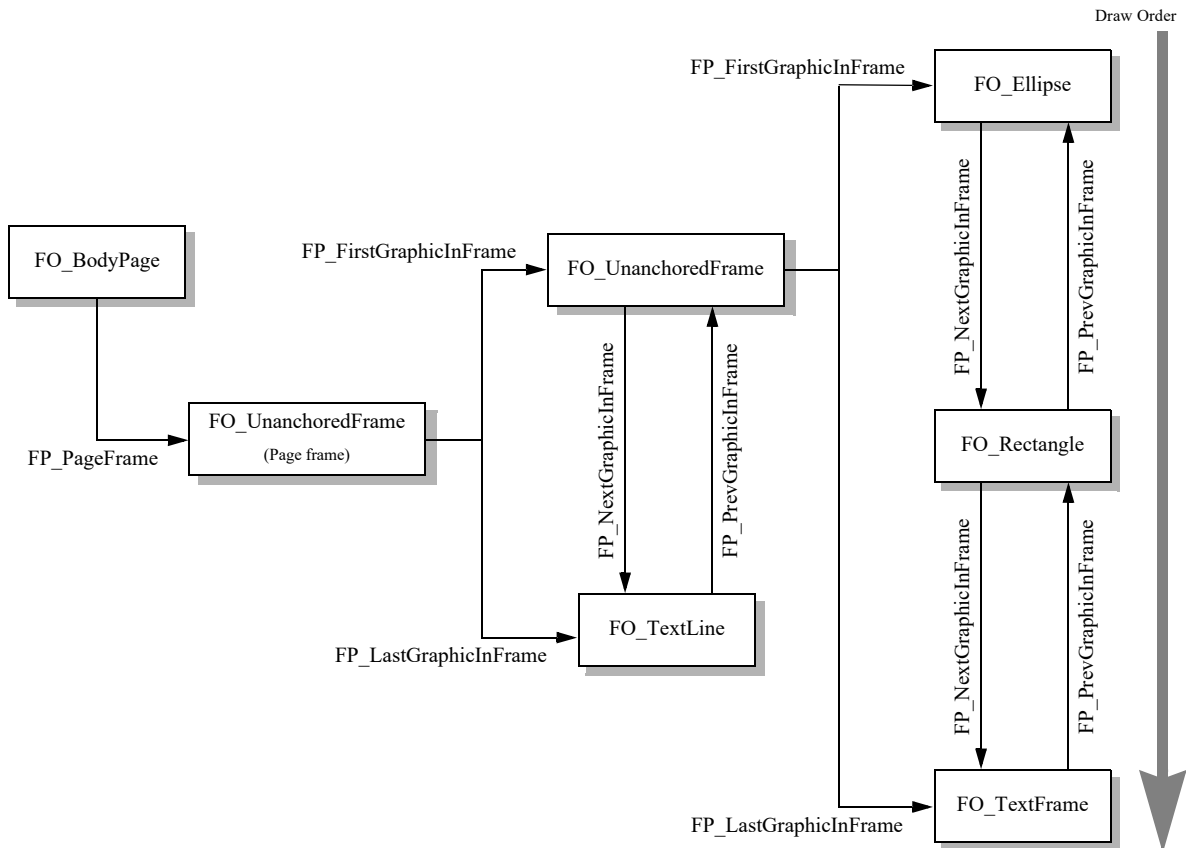 Draw Order
FP_FirstGraphicInFrame
FO_Ellipse
FP_NextGraphicInFrame
FP_PrevGraphicInFrame
FO_BodyPage
FP_FirstGraphicInFrame
FO_UnanchoredFrame
FP_NextGraphicInFrame
FP_PrevGraphicInFrame
FO_UnanchoredFrame
(Page frame)
FP_PageFrame
FO_Rectangle
FP_NextGraphicInFrame
FP_PrevGraphicInFrame
FO_TextLine
FP_LastGraphicInFrame
FO_TextFrame
FP_LastGraphicInFrame